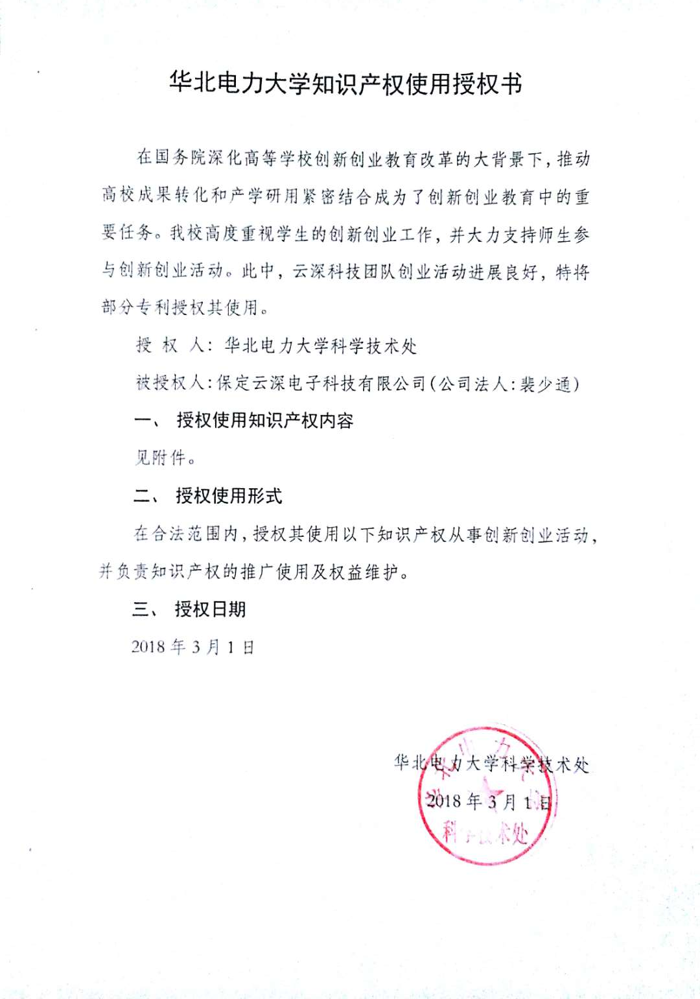 华北电力大学知识产权使用授权书
在国务院深化高等学校创新创业教育改革的大背景下，推动
高校成果转化和产学研用紧密结合成为了创新创业教育中的重
要任务。我校高度重视学生的创新创业工作，并大力支持师生参
与创新创业活动。此中，云深科技团队创业活动进展良好，特将
部分专利授权其使用。
授 权 人：华北电力大学科学技术处
被授权人：保定云深电子科技有限公司（公司法人：裴少通）
一、 授权使用知识产权内容
见附件。
二、 授权使用形式
在合法范围内，授权其使用以下知识产权从事创新创业活动，
并负责知识产权的推广使用及权益维护。
三、 授权日期
2018 年 3 月 1 日
华北电力大学科学技术处
2018 年 3 月 1 日
科学技术处